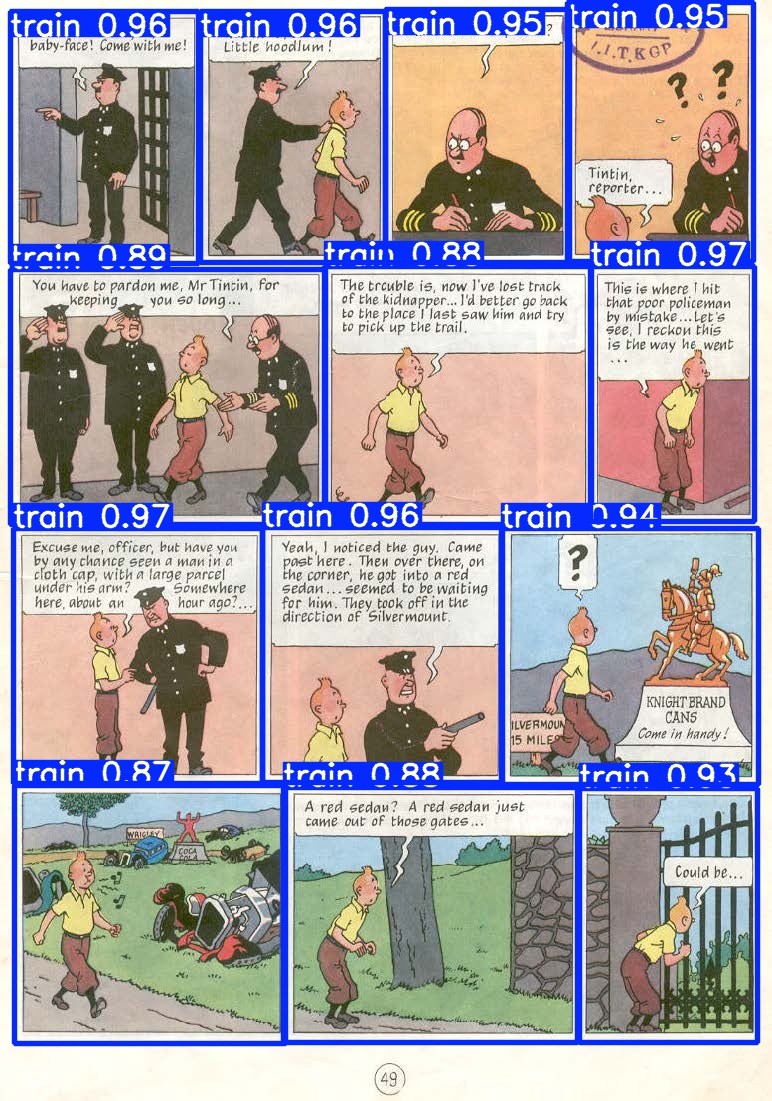 train 0.96
baby-face! Come with me!
train 0.96
Little hoodlum!
train 0.95
?
train 0.95
I.I.T.KGP
? ?
Tintin,
reporter...
train 0.89
You have to pardon me, Mr Tintin, for
keeping you so long...
train 0.88
The trouble is, now I've lost track
of the kidnapper... I'd better go back
to the place I last saw him and try
to pick up the trail.
train 0.97
This is where I hit
that poor policeman
by mistake... Let's
see, I reckon this
is the way he went
...
train 0.97
Excuse me, officer, but have you
by any chance seen a man in a
cloth cap, with a large parcel
under his arm? Somewhere
here, about an hour ago?...
train 0.96
Yeah, I noticed the guy. Came
past here. Then over there, on
the corner, he got into a red
sedan... seemed to be waiting
for him. They took off in the
direction of Silvermount.
train 0.94
?
KNIGHT BRAND
CANS
Come in handy!
SILVERMOUN
15 MILES
train 0.87
WRIGLEY
COCA
COLA
train 0.88
A red sedan? A red sedan just
came out of those gates...
train 0.93
Could be...
49